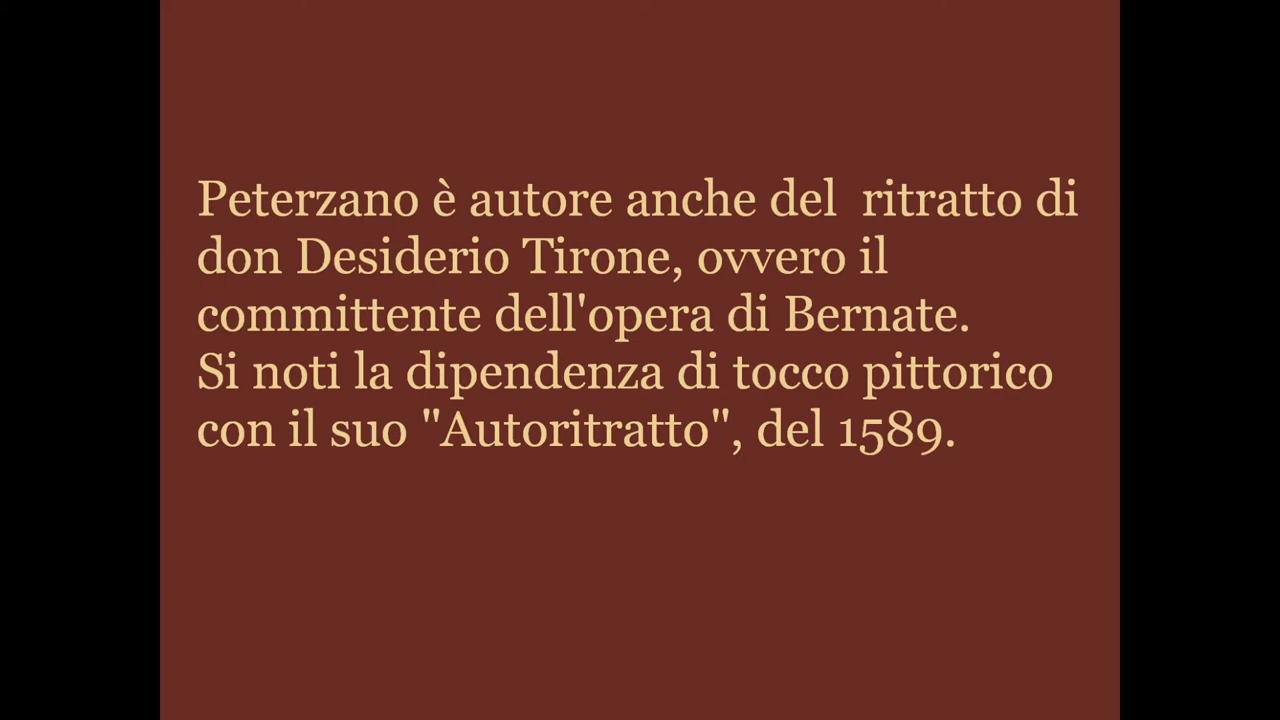 Peterzano è autore anche del  ritratto di
don Desiderio Tirone, ovvero il
committente dell'opera di Bernate.
Si noti la dipendenza di tocco pittorico
con il suo "Autoritratto", del 1589.